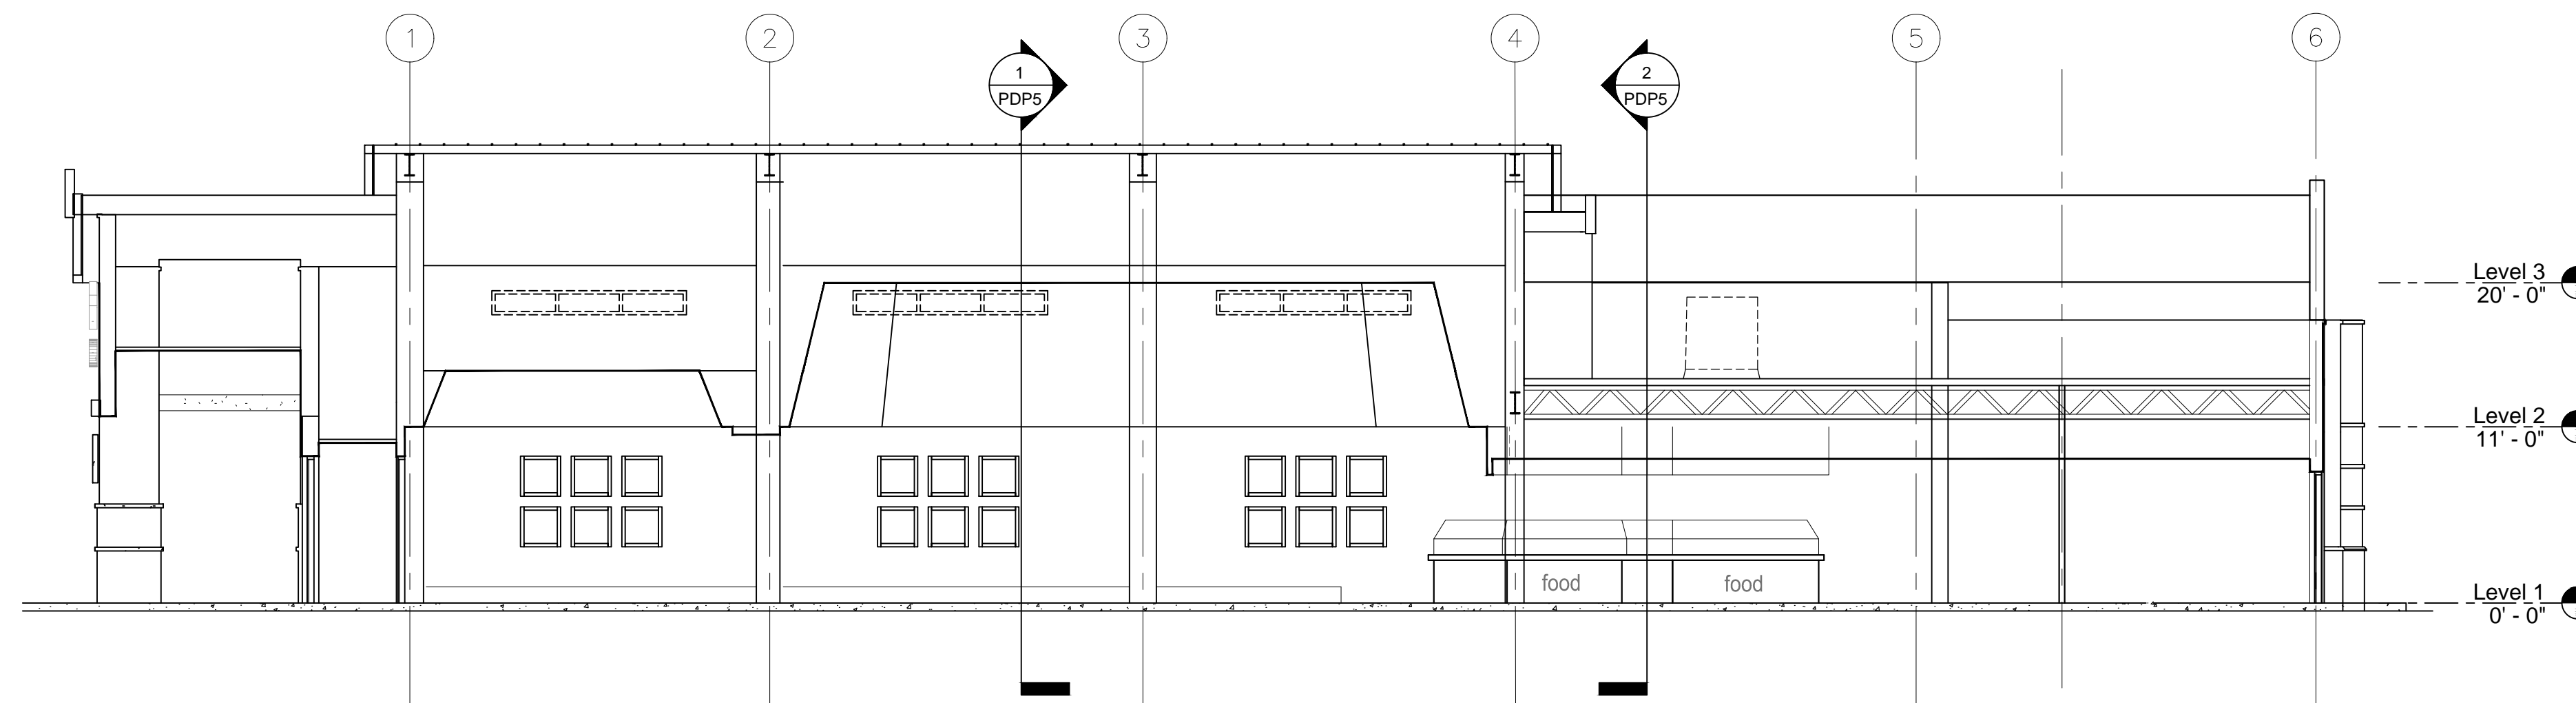 1
2
3
4
5
6
1
PDP5
2
PDP5
Level 3
20' - 0"
Level 2
11' - 0"
food
food
Level 1
0' - 0"